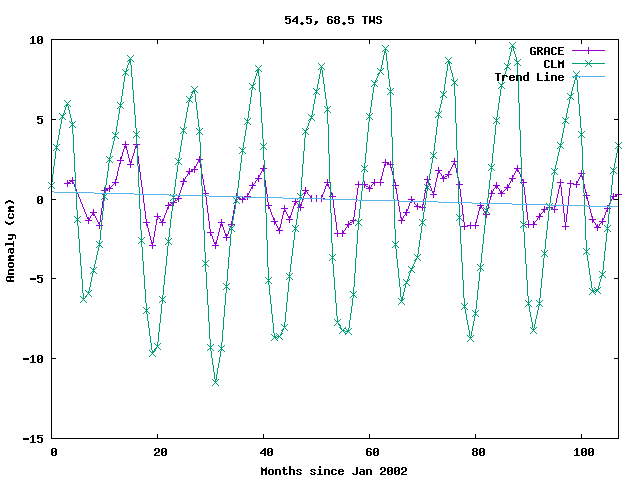 54.5, 68.5 TWS
GRACE
CLM
Trend Line
10
5
0
-5
-10
-15
Anomaly (cm)
0 20 40 60 80 100
Months since Jan 2002